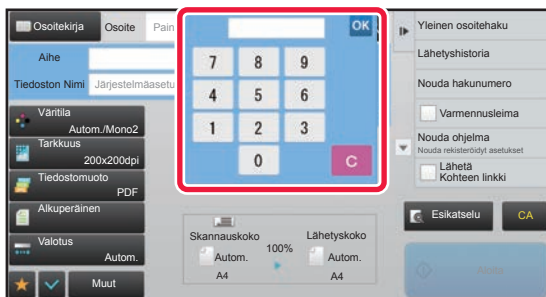 Osoitekirja
Osoite
Pain
OK
Yleinen osoitehaku
Aihe
Lähetyshistoria
Tiedoston Nimi
Järjestelmäasetu
7 8 9
Nouda hakunumero
4 5 6
Varmennusleima
Väritila
Autom./Mono2
1 2 3
Nouda ohjelma
Nouda rekisteröidyt asetukset
Tarkkuus
200x200dpi
0
C
Lähetä
Kohteen linkki
Tiedostomuoto
PDF
Alkuperäinen
Esikatselu
CA
Skannauskoko
100%
Lähetyskoko
Valotus
Autom.
Autom.
Autom.
A4
A4
Muut
Aloita